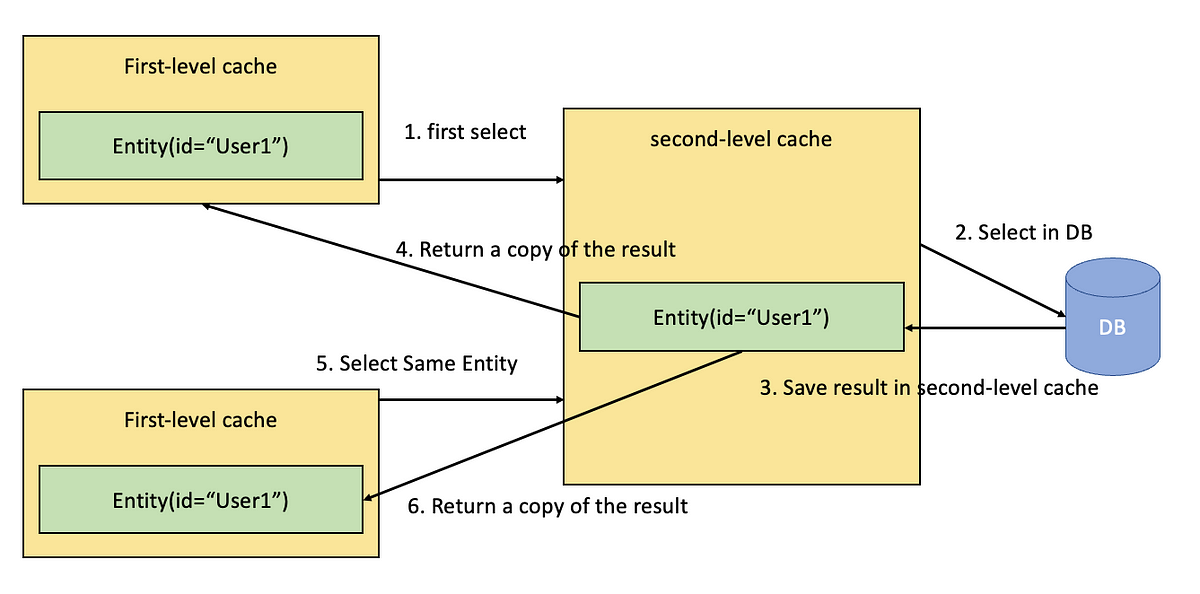 First-level cache
Entity(id=“User1”)
1. first select
second-level cache
2. Select in DB
4. Return a copy of the result
Entity(id=“User1”)
DB
5. Select Same Entity
3. Save result in second-level cache
First-level cache
Entity(id=“User1”)
6. Return a copy of the result